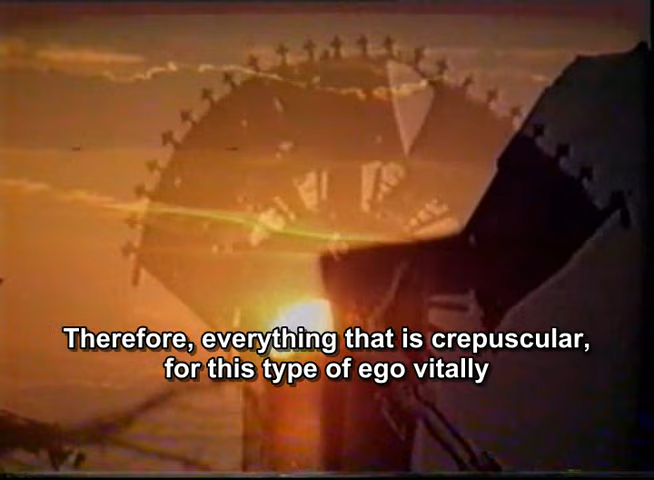 Therefore, everything that is crepuscular,
for this type of ego vitally